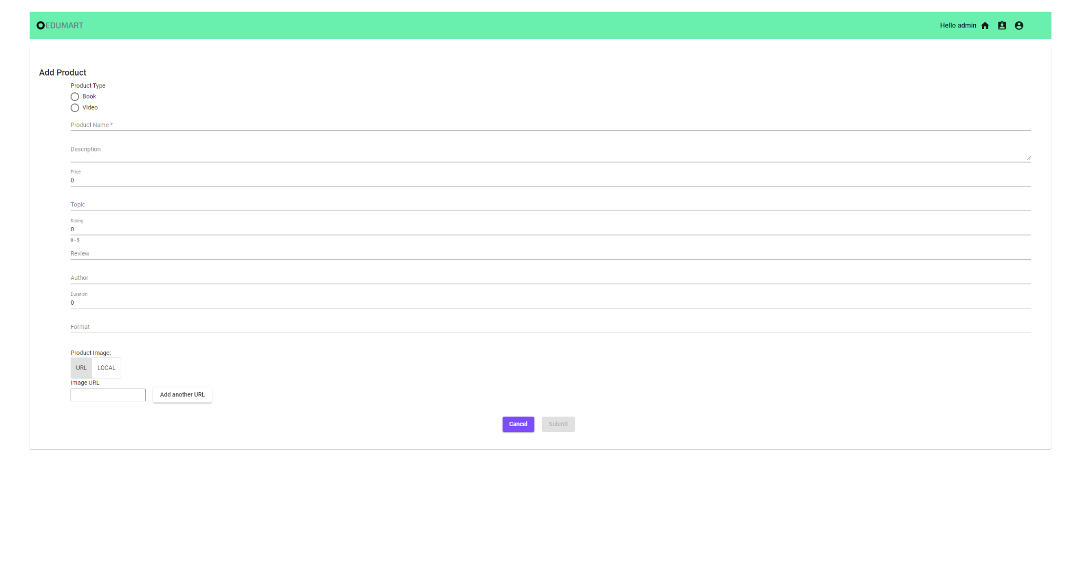 EDUMART
Hello admin
Add Product
Product Type
Book
Video
Product Name *
Description
Price
0
Topic
Rating
0
0 - 5
Review
Author
Duration
0
Format
Product Image:
URL LOCAL
Image URL
Add another URL
Cancel Submit